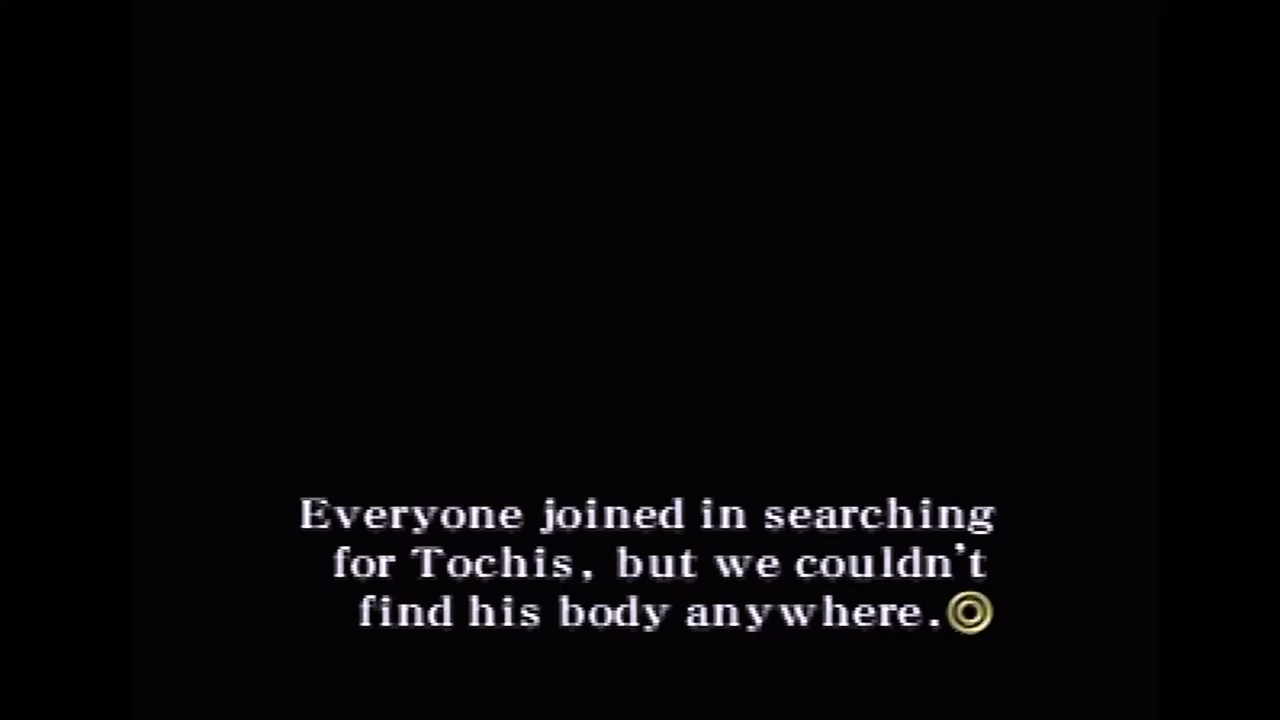 Everyone joined in searching
for Tochis, but we couldn't
find his body anywhere.